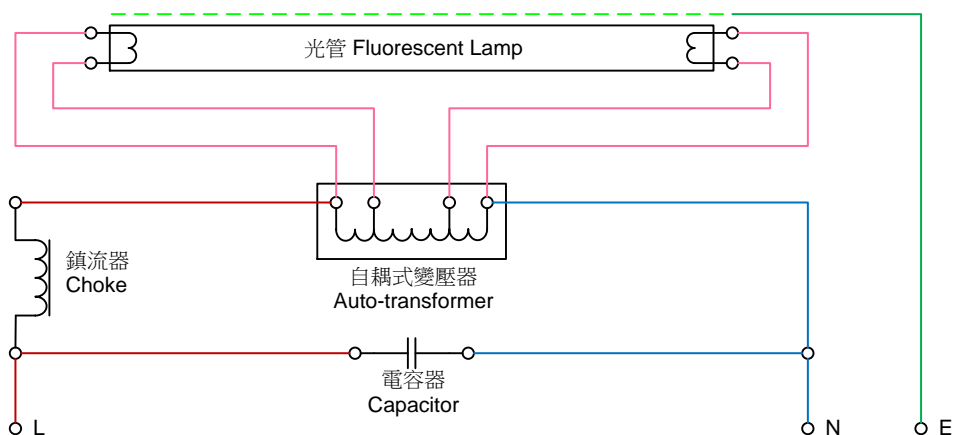 光管 Fluorescent Lamp
鎮流器
Choke
自耦式變壓器
Auto-transformer
電容器
Capacitor
L
N
E